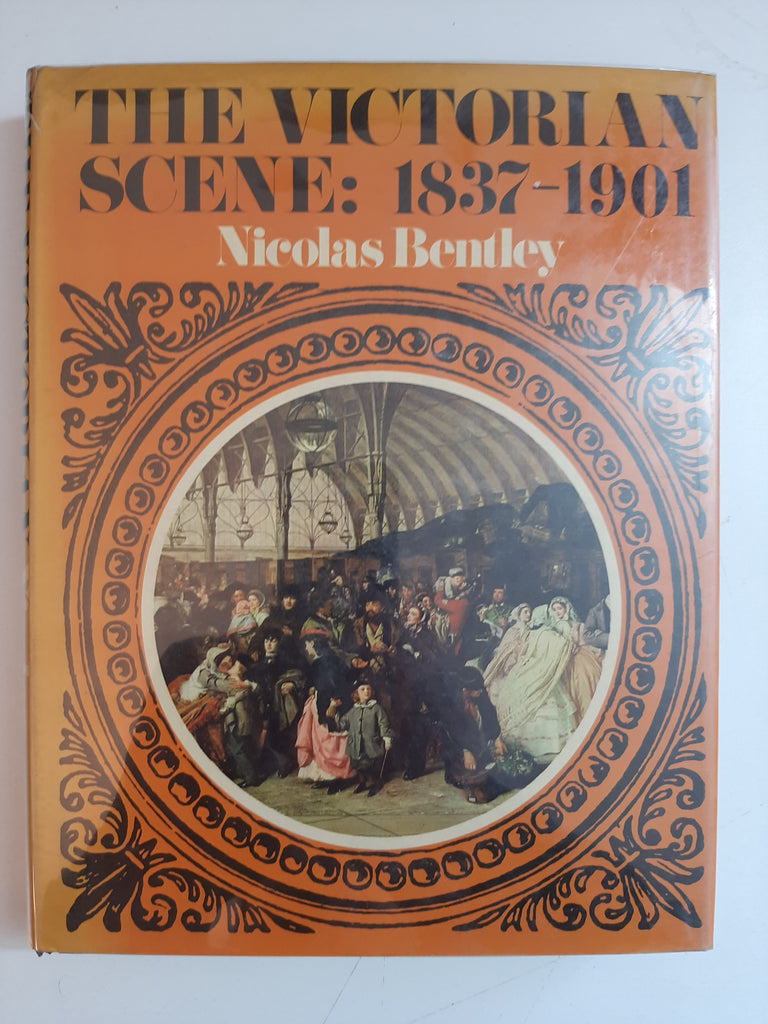 THE VICTORIAN
SCENE: 1837–1901
Nicolas Bentley